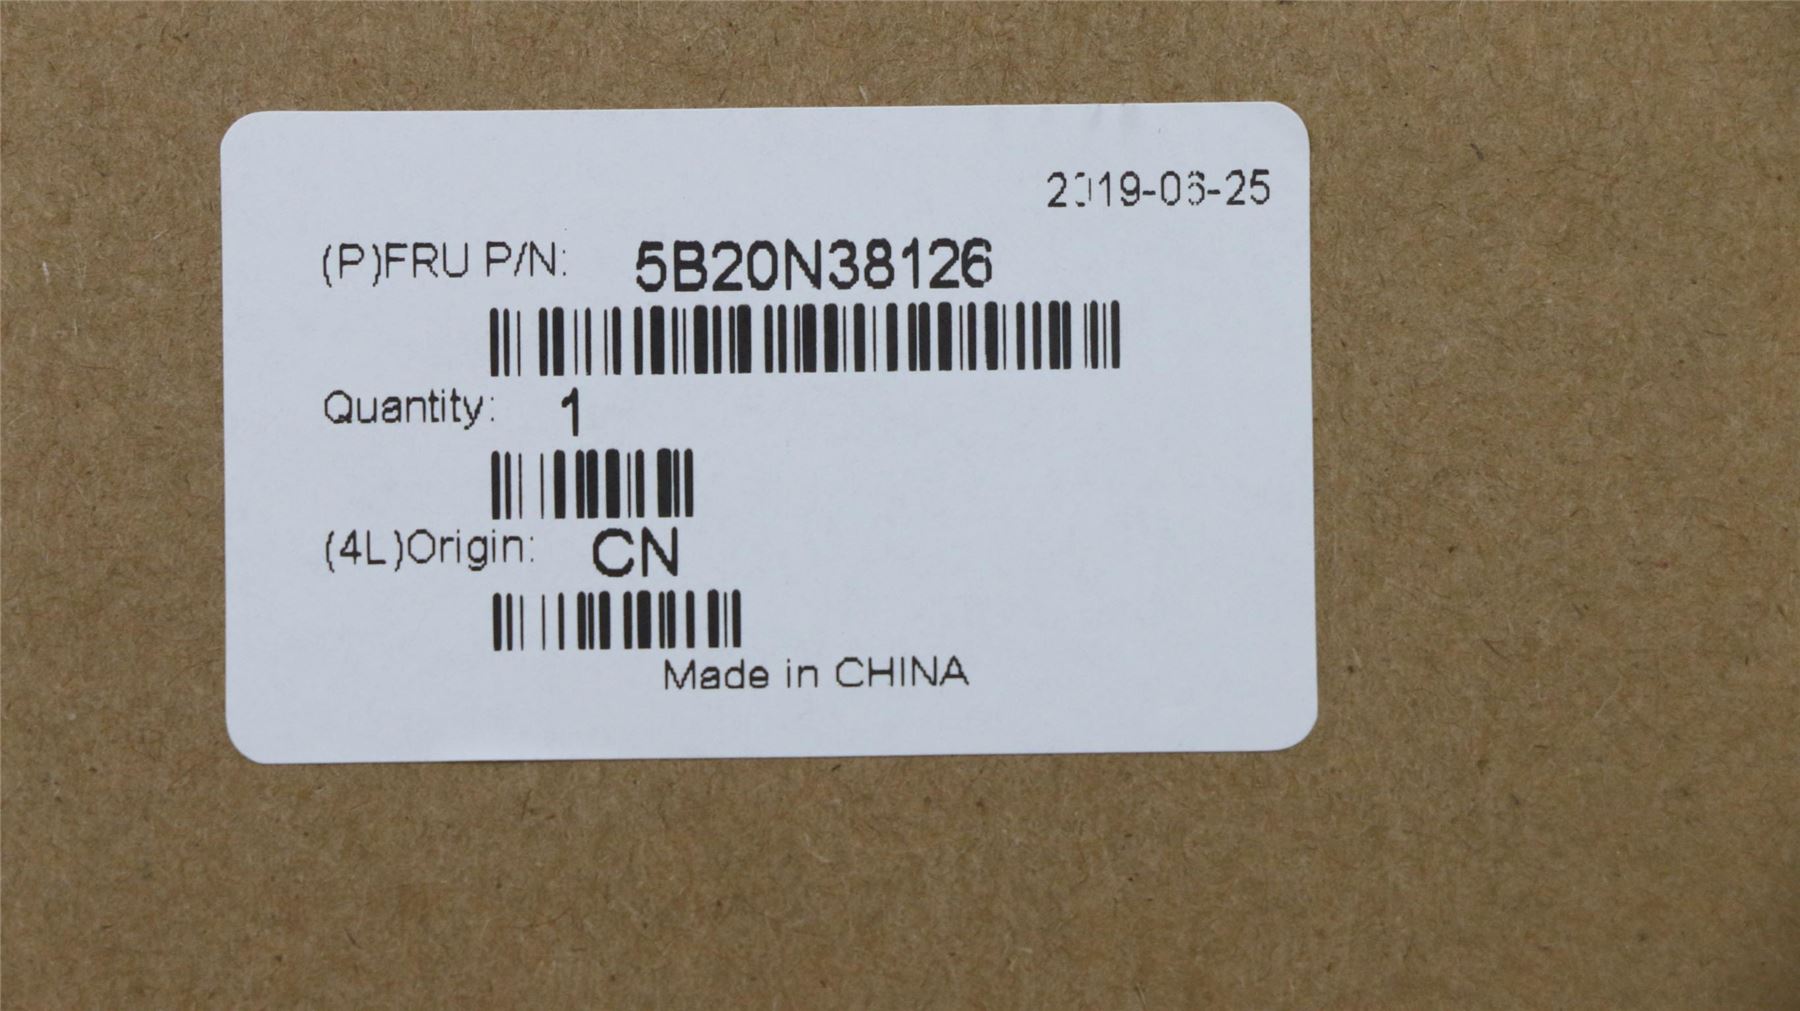 2019-06-25
(P)FRU P/N: 5B20N38126
Quantity: 1
(4L)Origin: CN
Made in CHINA